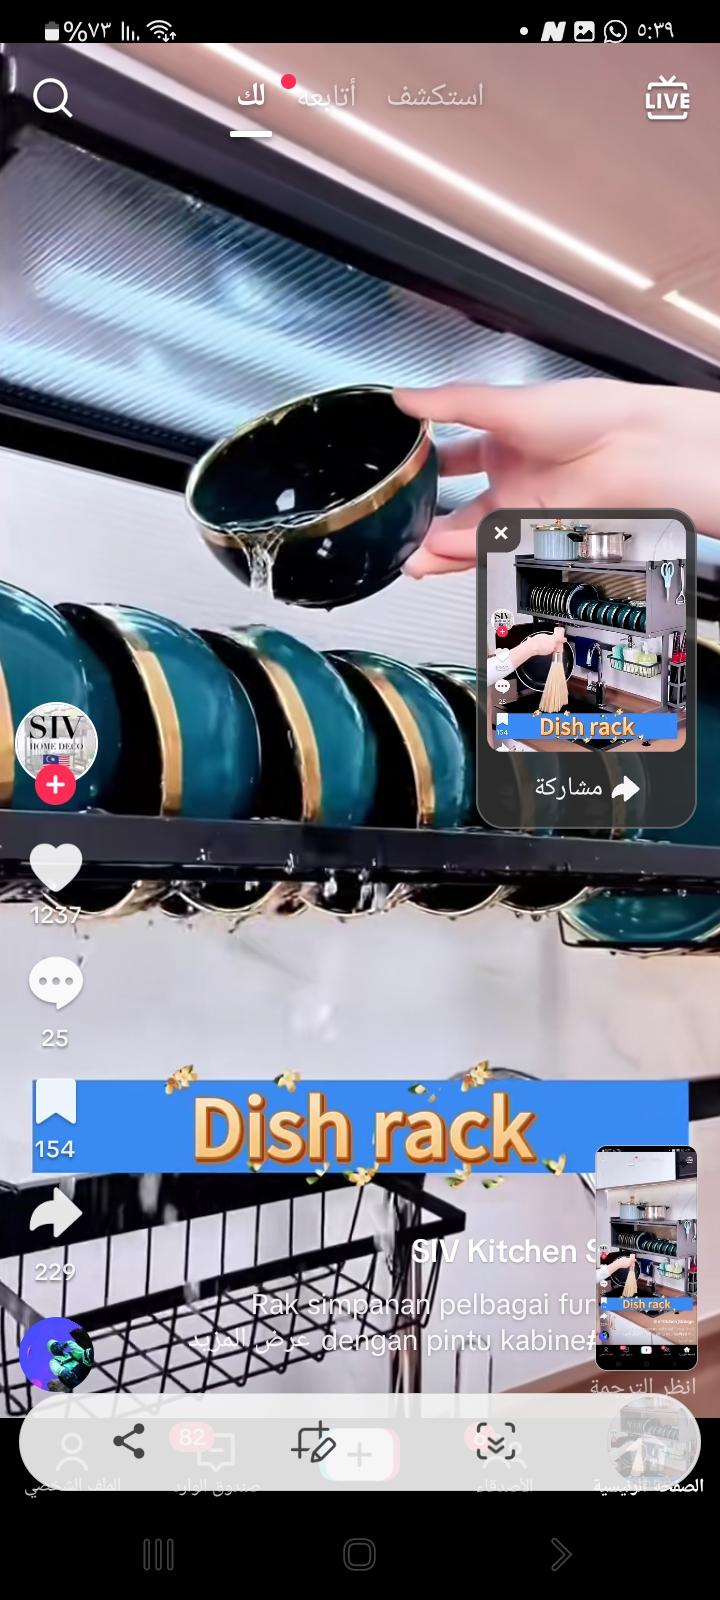 %٧٣
٥:٣٩
لك
أتابعه
استكشف
LIVE
SIV
HOME DECO
SIV
Dish rack
مشاركة
1237
25
154
229
Dish rack
SIV Kitchen S
Rak simpanan pelbagai fun
dengan pintu kabine#
عرض المزيد
Dish rack
انظر الترجمة
82
الملف الشخصي
صندوق الوارد
الأصدقاء
الصفحة الرئيسية